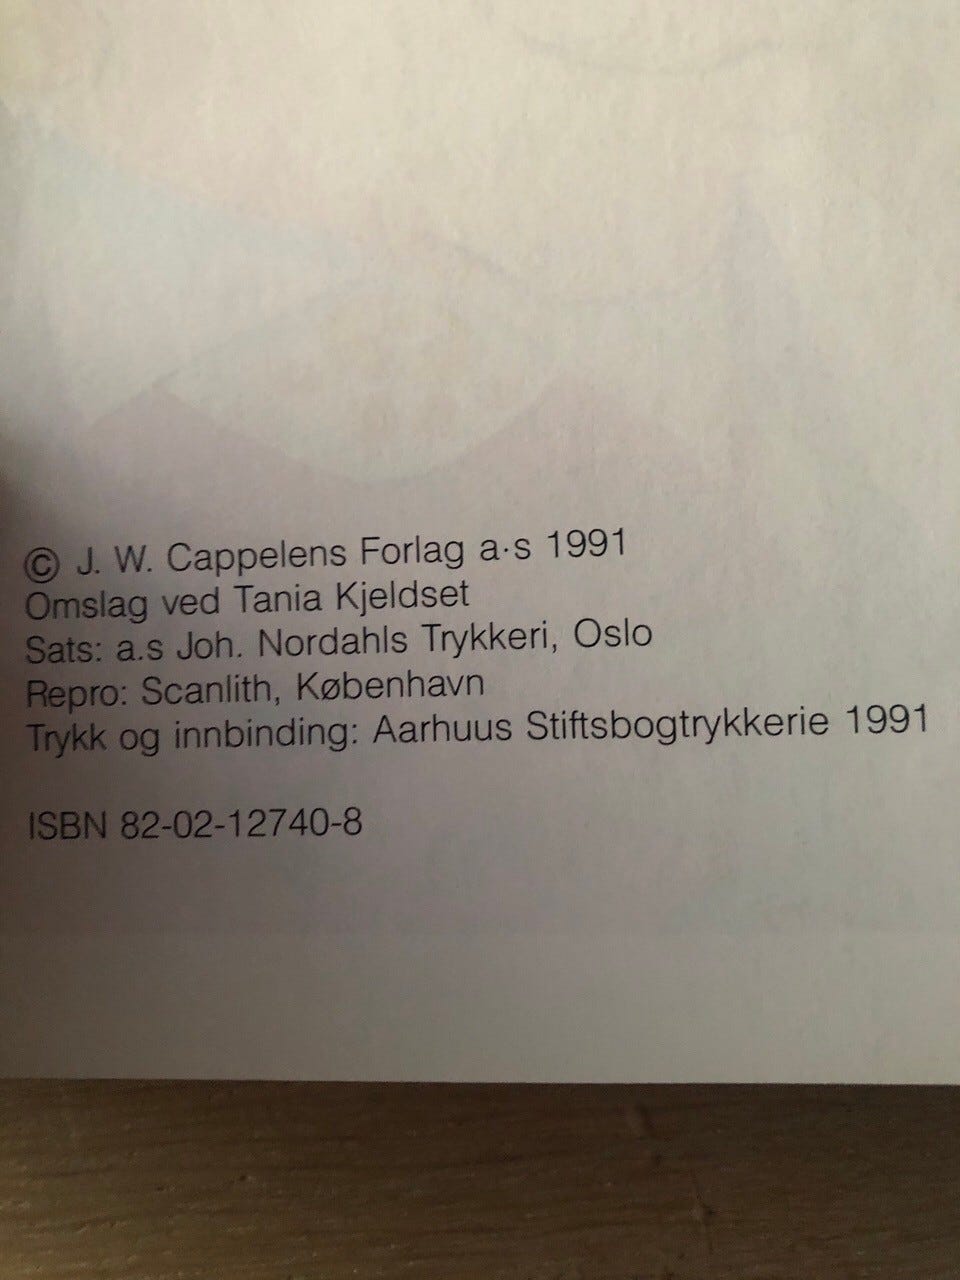 © J. W. Cappelens Forlag a·s 1991
Omslag ved Tania Kjeldset
Sats: a.s Joh. Nordahls Trykkeri, Oslo
Repro: Scanlith, København
Trykk og innbinding: Aarhuus Stiftsbogtrykkerie 1991
ISBN 82-02-12740-8